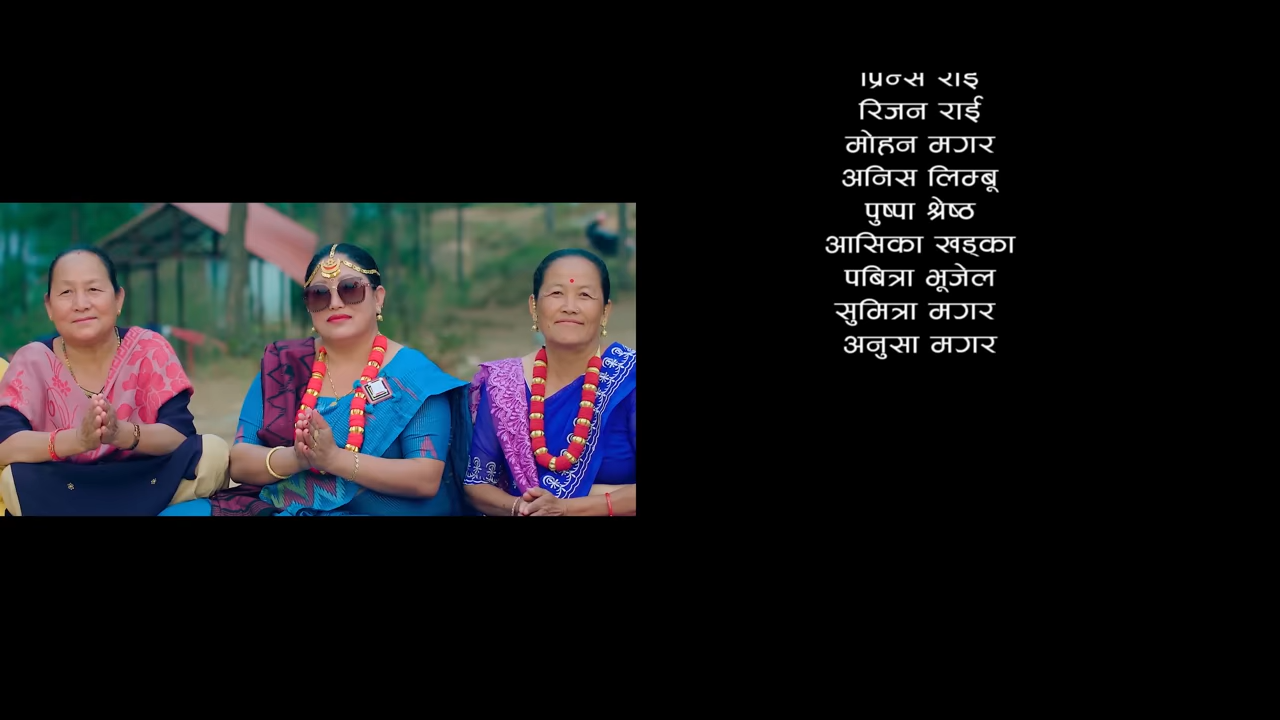 प्रिन्स राई
रिजन राई
मोहन मगर
अनिस लिम्बू
पुष्पा श्रेष्ठ
आसिका खड्का
पबित्रा भूजेल
सुमित्रा मगर
अनुसा मगर